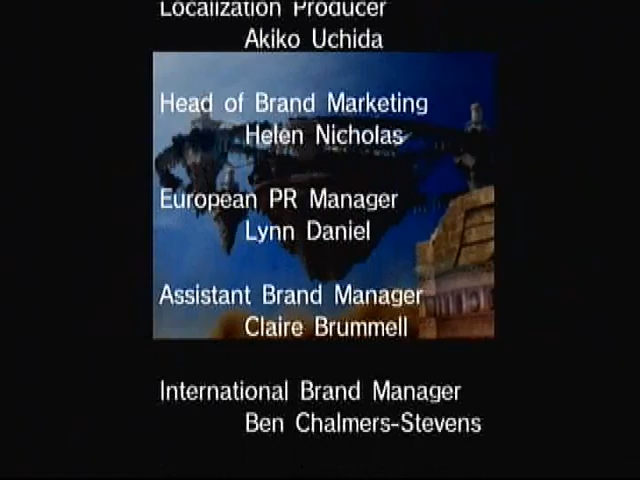 Localization Producer
Akiko Uchida
Head of Brand Marketing
Helen Nicholas
European PR Manager
Lynn Daniel
Assistant Brand Manager
Claire Brummell
International Brand Manager
Ben Chalmers-Stevens